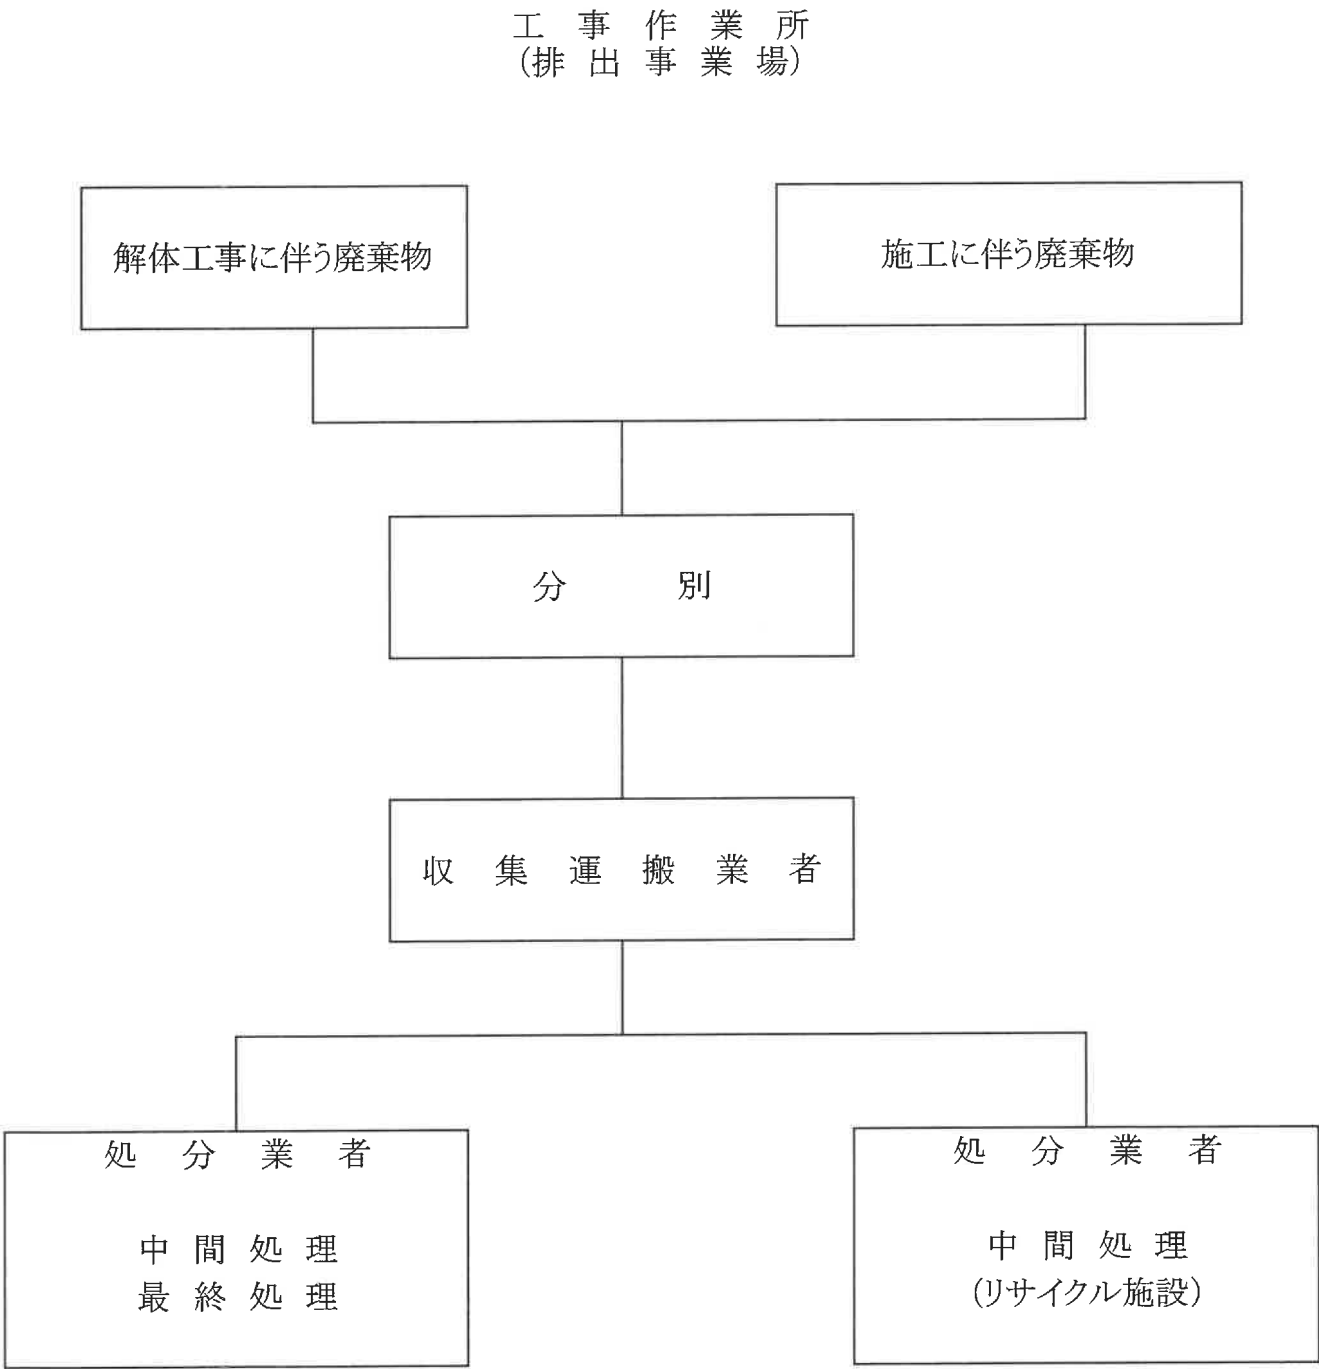 工事作業所
(排出事業場)
解体工事に伴う廃棄物
施工に伴う廃棄物
分別
収集運搬業者
処分業者
中間処理
最終処理
処分業者
中間処理
(リサイクル施設)